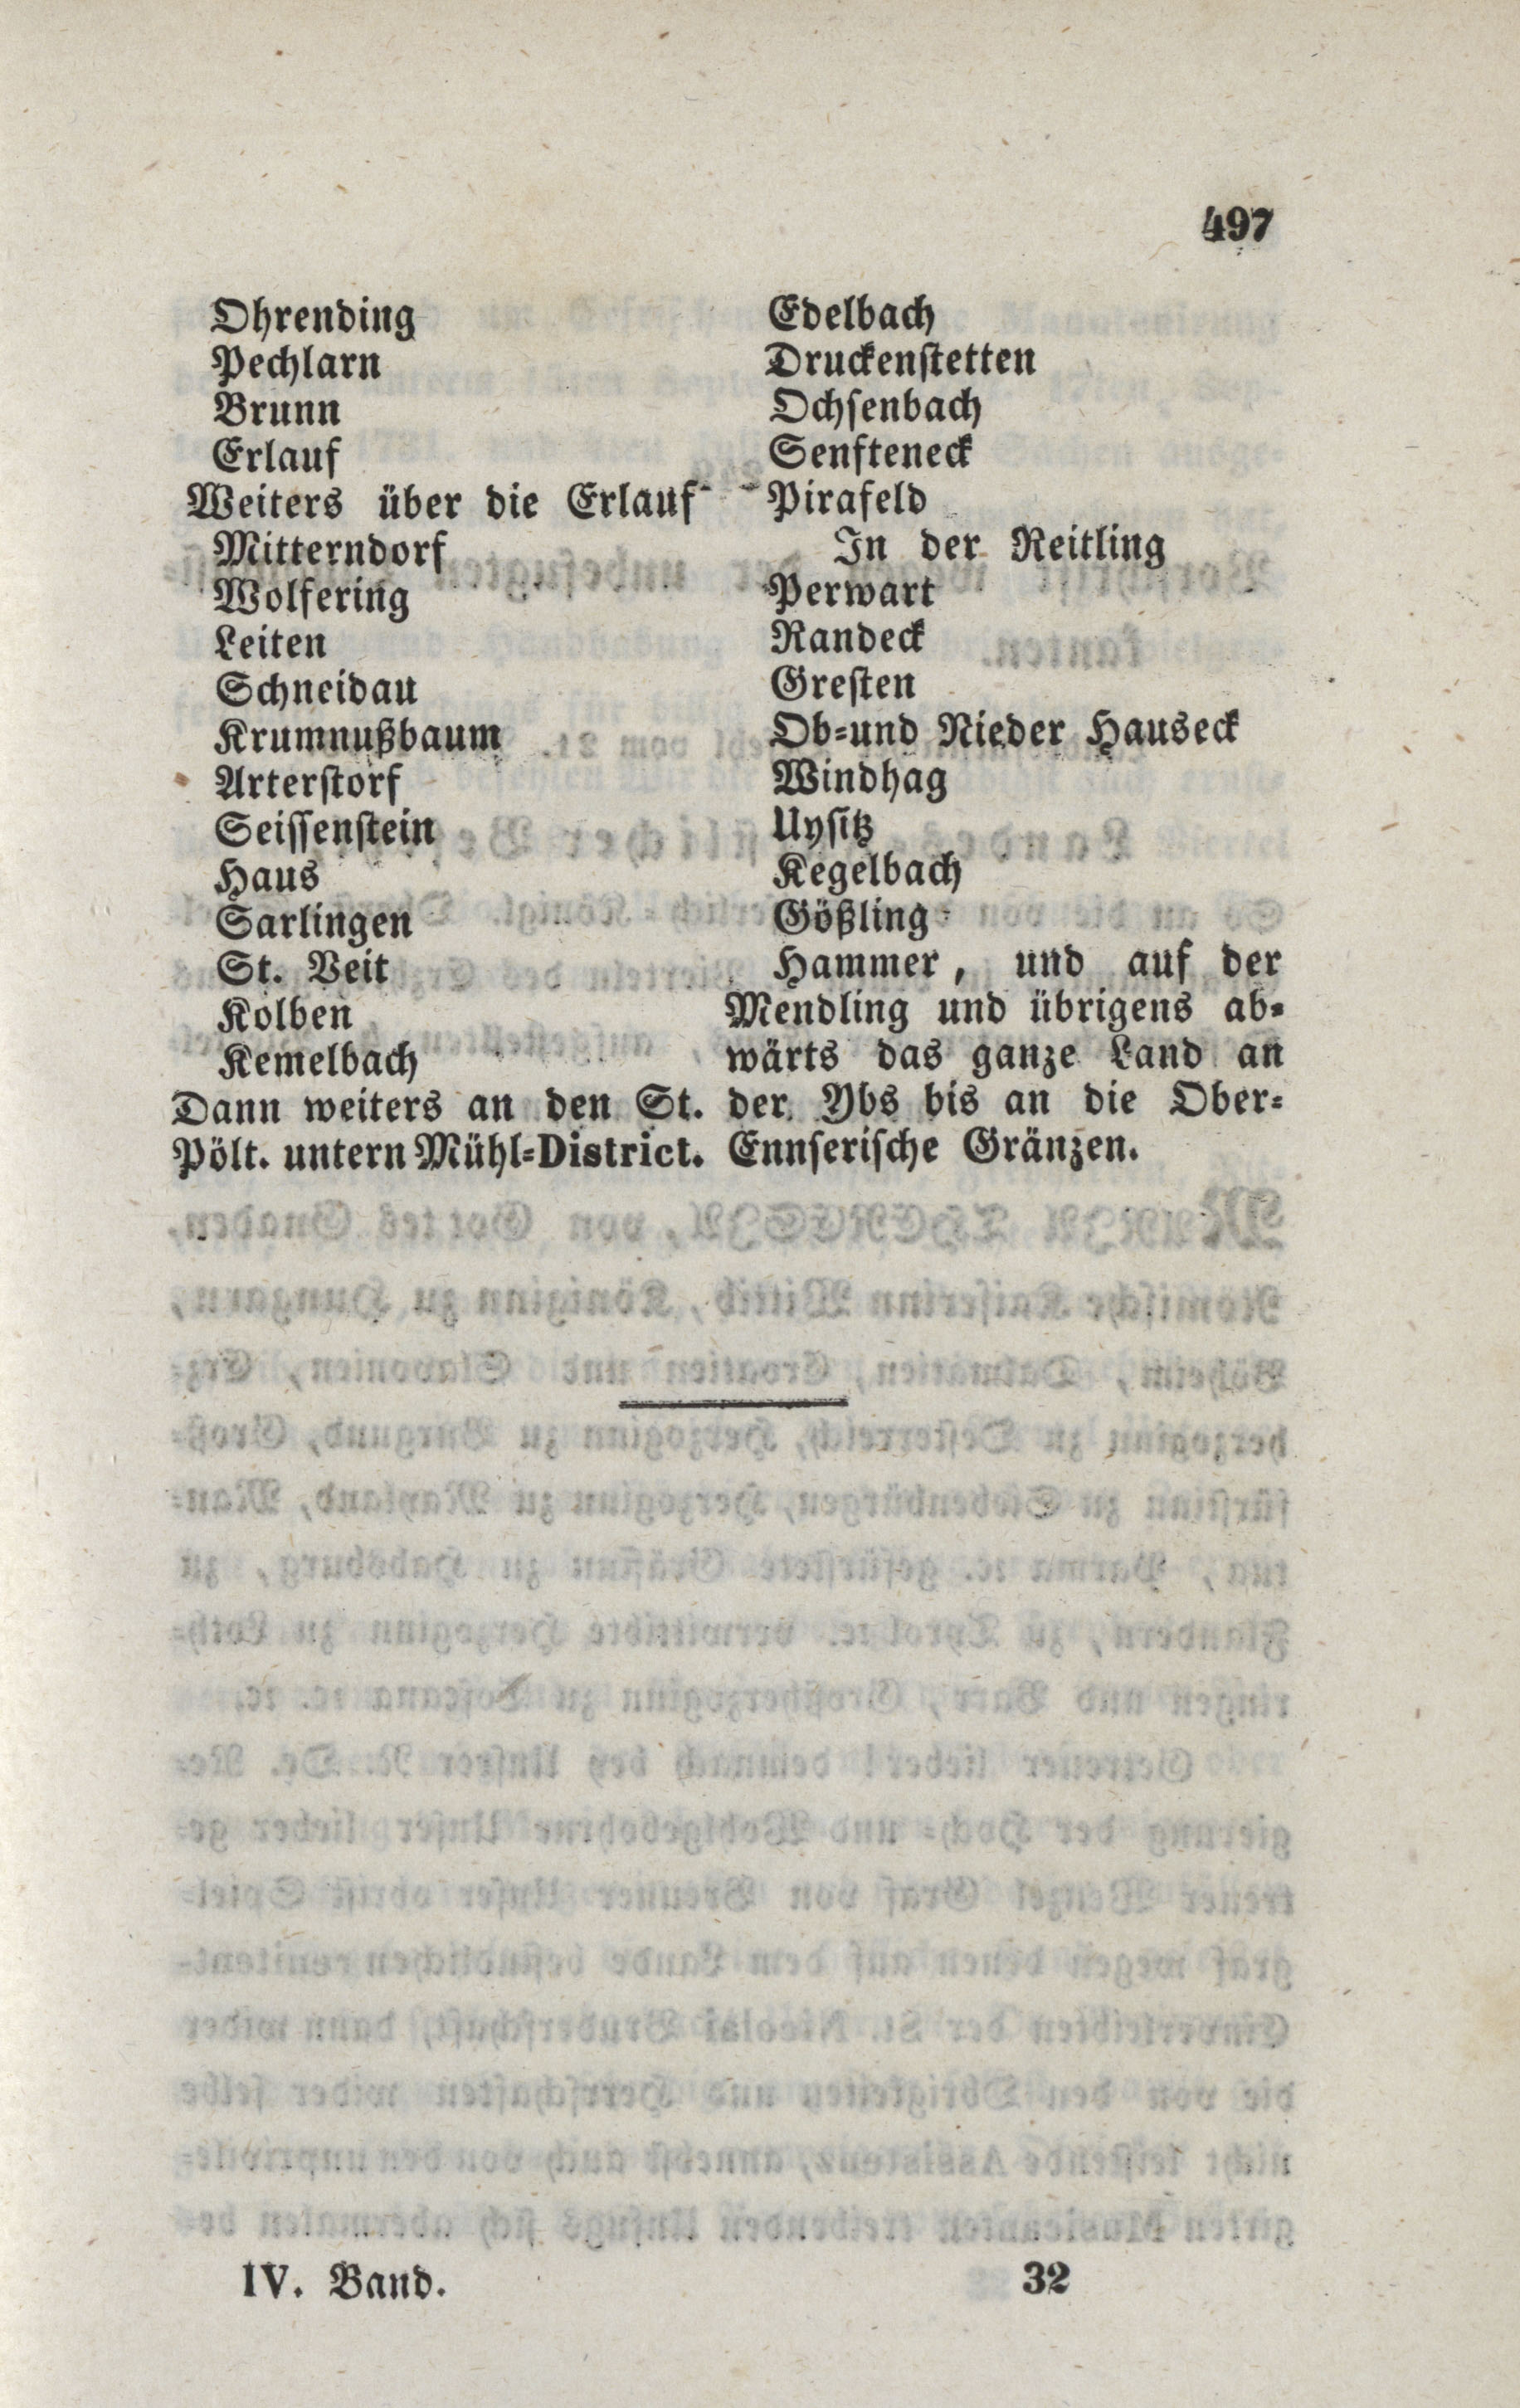 497
Ohrending
Pechlarn
Brunn
Erlauf
Weiters über die Erlauf
Mitterndorf
Wolfering
Leiten
Schneidau
Krumnußbaum
Arterstorf
Seissenstein
Haus
Sarlingen
St. Veit
Kolben
Kemelbach
Dann weiters an den St.
Pölt. untern Mühl-District.
Edelbach
Druckenstetten
Ochsenbach
Senfteneck
Pirafeld
In der Reitling
Perwart
Randeck
Gresten
Ob-und Nieder Hauseck
Windhag
Uysitz
Kegelbach
Gößling
Hammer, und auf der
Mendling und übrigens ab-
wärts das ganze Land an
der Ybs bis an die Ober-
Ennserische Gränzen.
IV. Band.
32